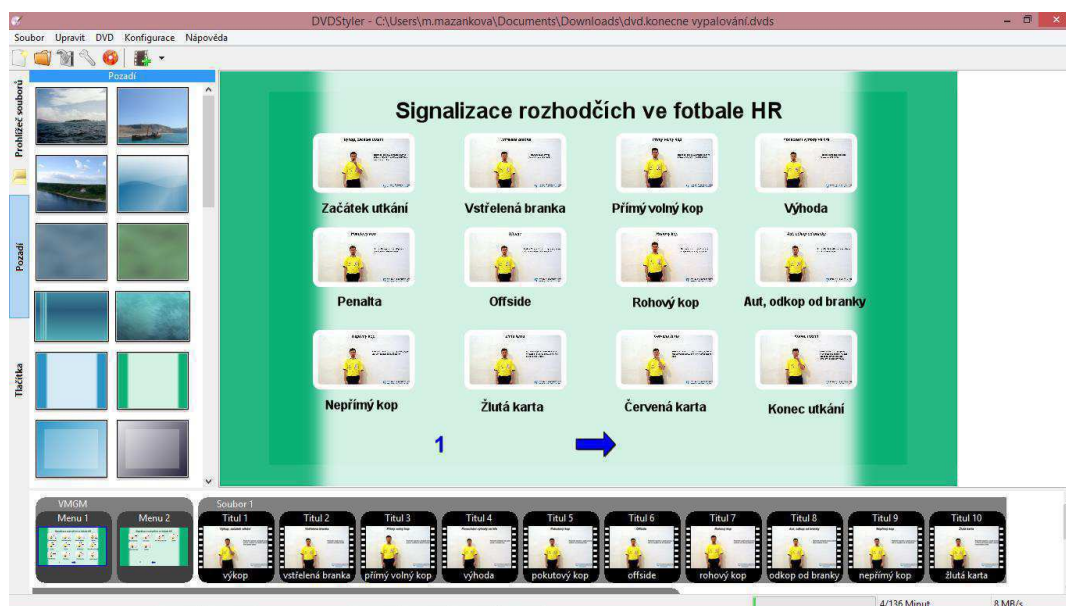 DVDStyler - C:\Users\m.mazankova\Documents\Downloads\dvd.konecne vypalování.dvds
Soubor Upravit DVD Konfigurace Nápověda
Prohlížeč souborů
Pozadí
Tlačítka
Pozadí
Signalizace rozhodčích ve fotbale HR
Začátek utkání Vstřelená branka Přímý volný kop Výhoda
Penalta Offside Rohový kop Aut, odkop od branky
Nepřímý kop Žlutá karta Červená karta Konec utkání
1
VMGM Soubor 1
Menu 1 Menu 2 Titul 1 Titul 2 Titul 3 Titul 4 Titul 5 Titul 6 Titul 7 Titul 8 Titul 9 Titul 10
výkop vstřelená branka přímý volný kop výhoda pokutový kop offside rohový kop odkop od branky nepřímý kop žlutá karta
4/136 Minut 8 MB/s